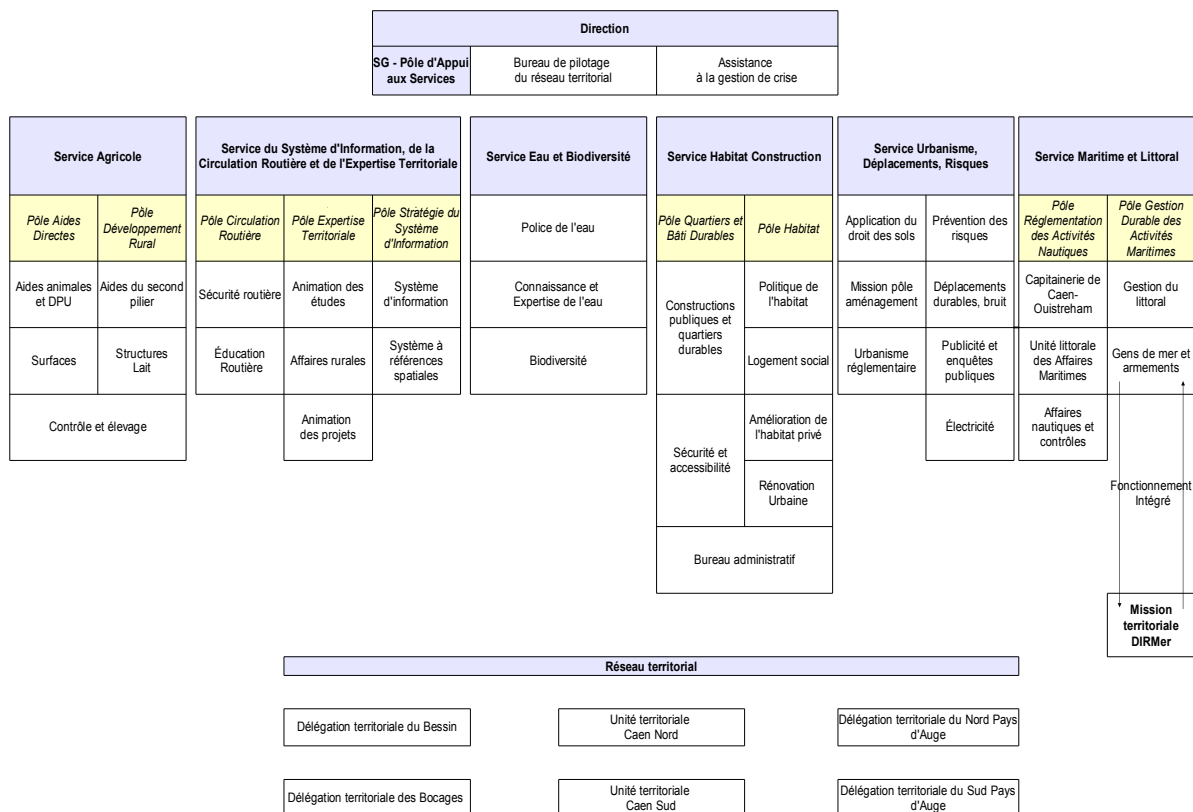 Direction
SG - Pôle d'Appui
aux Services
Bureau de pilotage
du réseau territorial
Assistance
à la gestion de crise
Service Agricole
Service du Système d'Information, de la
Circulation Routière et de l'Expertise Territoriale
Service Eau et Biodiversité
Service Habitat Construction
Service Urbanisme,
Déplacements, Risques
Service Maritime et Littoral
Pôle Aides
Directes
Pôle
Développement
Rural
Pôle Circulation
Routière
Pôle Expertise
Territoriale
Pôle Stratégie du
Système
d'Information
Police de l'eau
Pôle Quartiers et
Bâti Durables
Pôle Habitat
Application du
droit des sols
Prévention des
risques
Pôle
Réglementation
des Activités
Nautiques
Pôle Gestion
Durable des
Activités
Maritimes
Aides animales
et DPU
Aides du second
pilier
Sécurité routière
Animation des
études
Système
d'information
Connaissance et
Expertise de l'eau
Constructions
publiques et
quartiers
durables
Politique de
l'habitat
Mission pôle
aménagement
Déplacements
durables, bruit
Capitainerie de
Caen-
Ouistreham
Gestion du
littoral
Surfaces
Structures
Lait
Éducation
Routière
Affaires rurales
Système à
références
spatiales
Biodiversité
Logement social
Urbanisme
réglementaire
Publicité et
enquêtes
publiques
Unité littorale
des Affaires
Maritimes
Gens de mer et
armements
Contrôle et élevage
Animation
des projets
Sécurité et
accessibilité
Amélioration de
l'habitat privé
Électricité
Affaires
nautiques et
contrôles
Rénovation
Urbaine
Fonctionnement
Intégré
Bureau administratif
Mission
territoriale
DIRMer
Réseau territorial
Délégation territoriale du Bessin
Unité territoriale
Caen Nord
Délégation territoriale du Nord Pays
d'Auge
Délégation territoriale des Bocages
Unité territoriale
Caen Sud
Délégation territoriale du Sud Pays
d'Auge